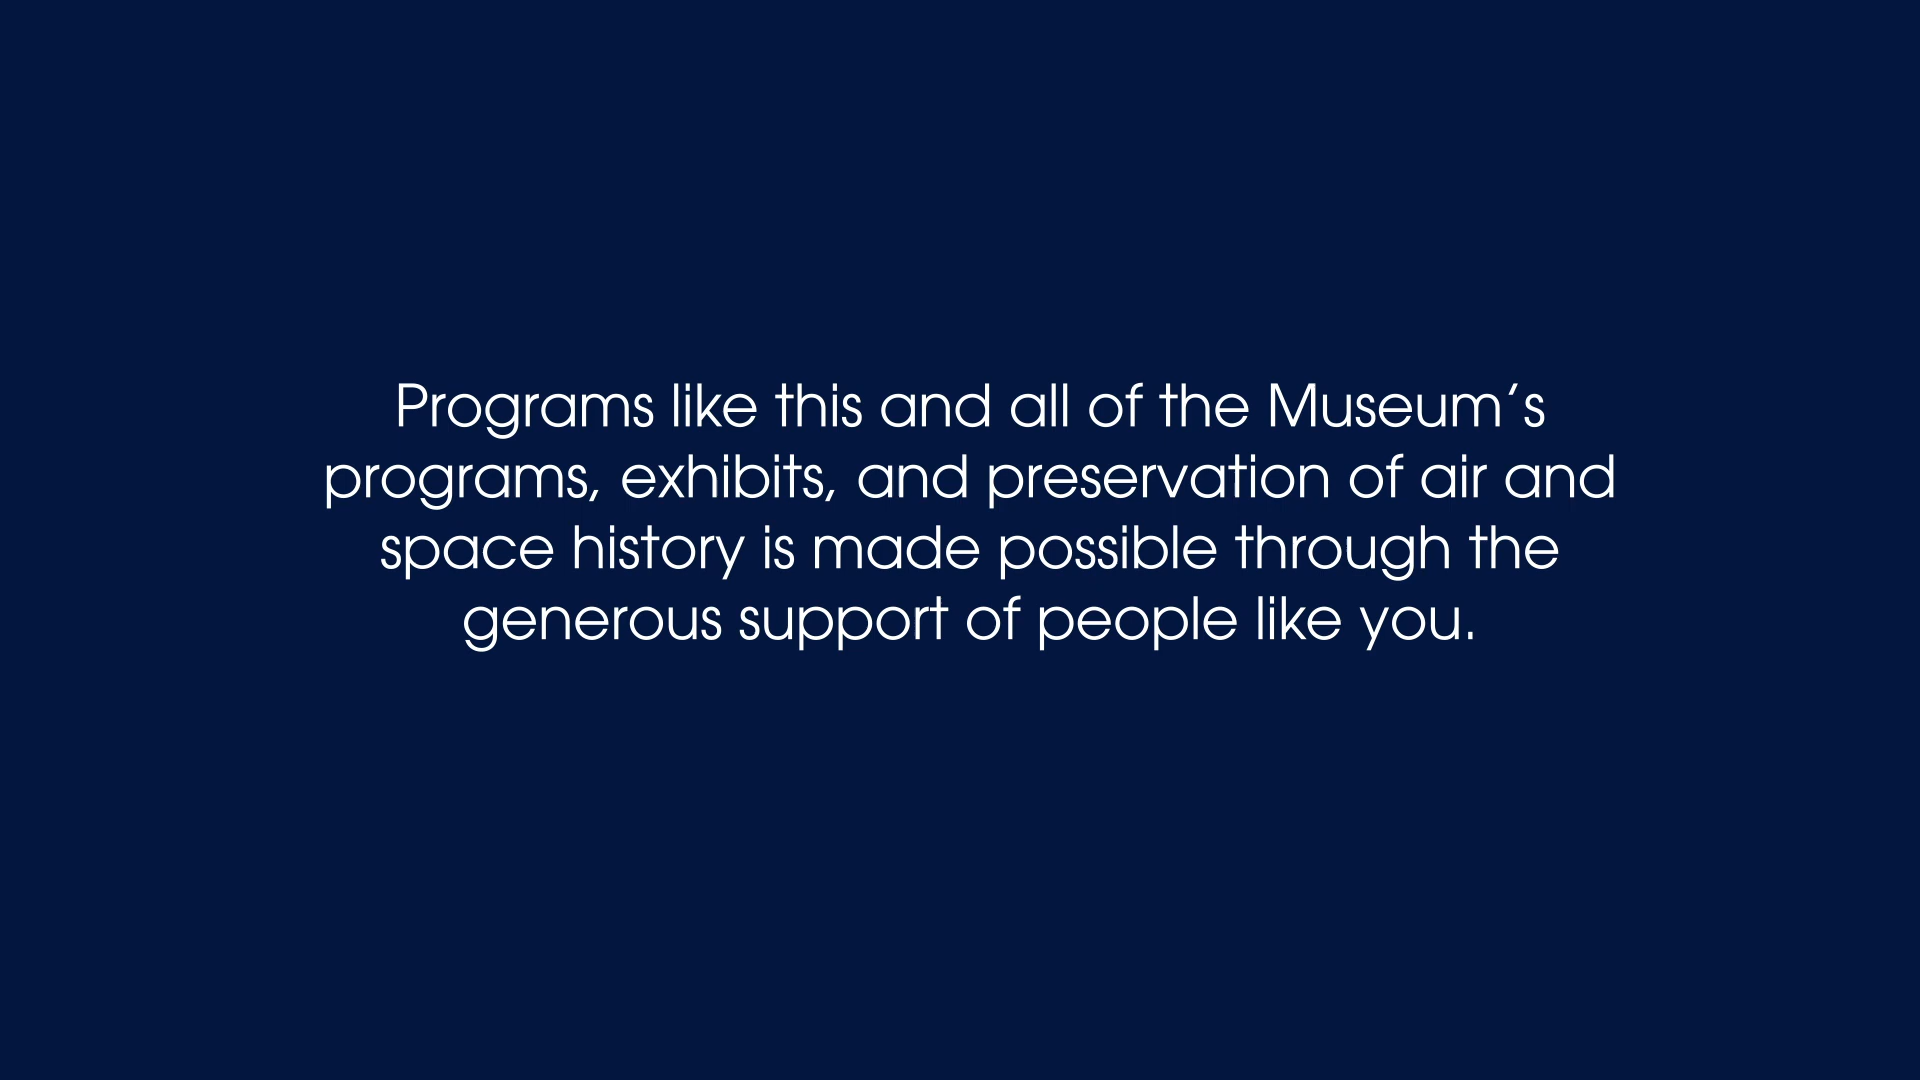 Programs like this and all of the Museum’s
programs, exhibits, and preservation of air and
space history is made possible through the
generous support of people like you.